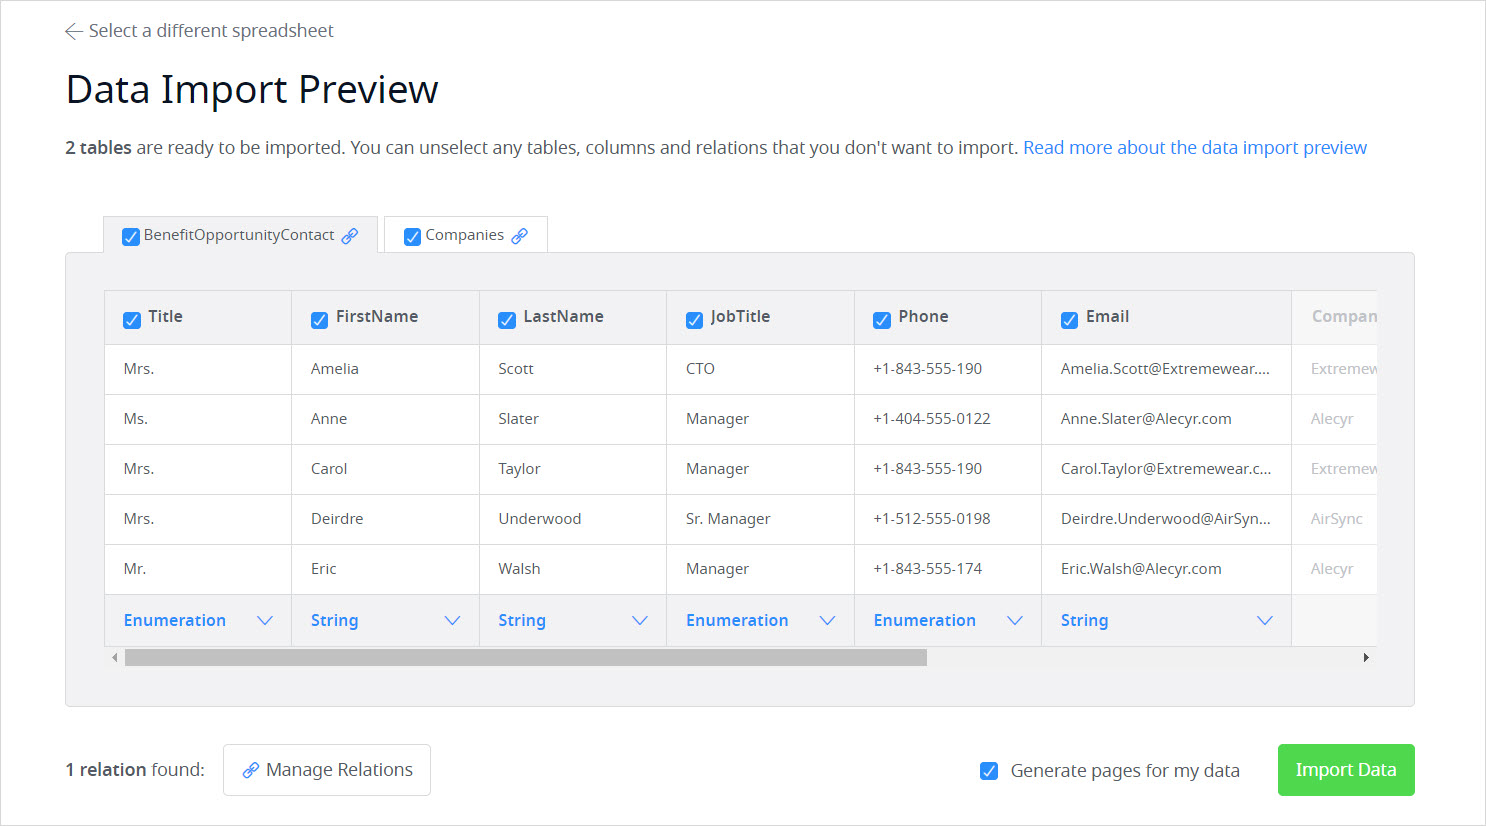 Select a different spreadsheet
Data Import Preview
2 tables are ready to be imported. You can unselect any tables, columns and relations that you don't want to import. Read more about the data import preview
BenefitOpportunityContact Companies
Title FirstName LastName JobTitle Phone Email Compan
Mrs. Amelia Scott CTO +1-843-555-190 Amelia.Scott@Extremewear.... Extremew
Ms. Anne Slater Manager +1-404-555-0122 Anne.Slater@Alecyr.com Alecyr
Mrs. Carol Taylor Manager +1-843-555-190 Carol.Taylor@Extremewear.c... Extremew
Mrs. Deirdre Underwood Sr. Manager +1-512-555-0198 Deirdre.Underwood@AirSyn... AirSync
Mr. Eric Walsh Manager +1-843-555-174 Eric.Walsh@Alecyr.com Alecyr
Enumeration String String Enumeration Enumeration String
1 relation found: Manage Relations Generate pages for my data Import Data